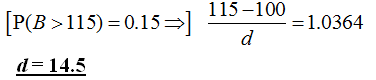 [P(B > 115) = 0.15 ⇒] (115 − 100)/d = 1.0364
d = 14.5